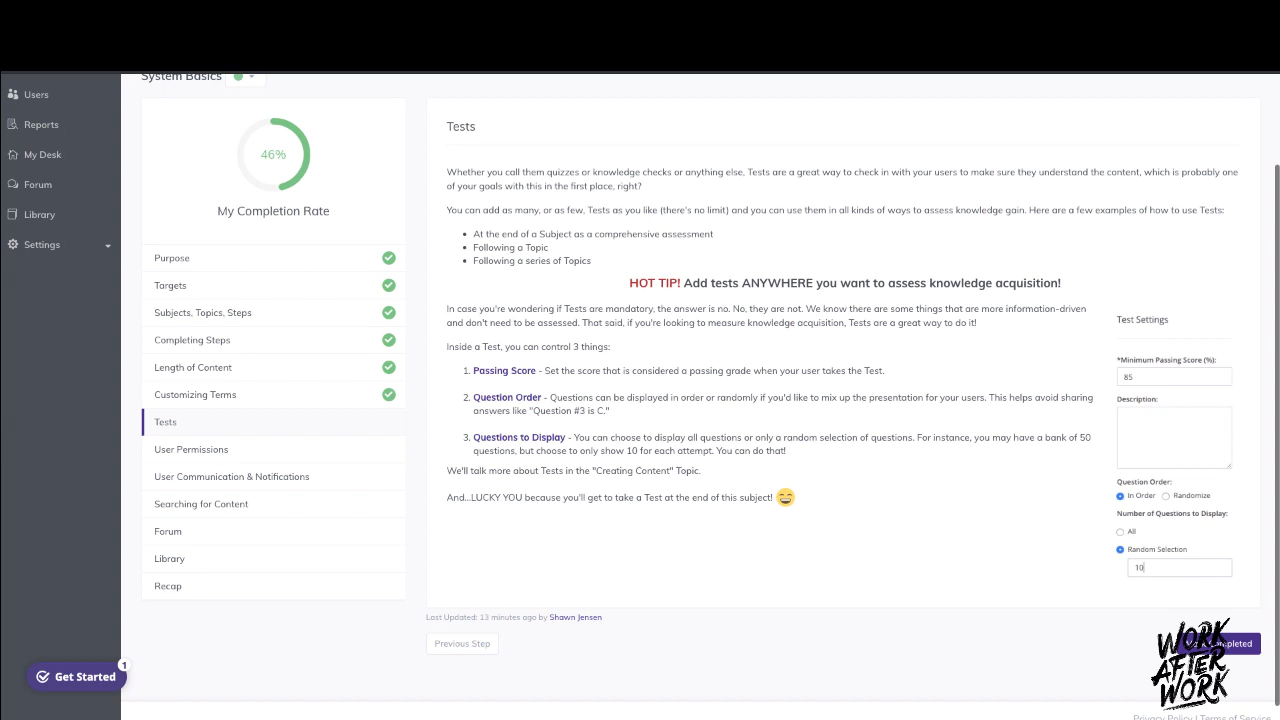 System Basics
Users
Reports
My Desk
Forum
Library
Settings
46%
My Completion Rate
Purpose
Targets
Subjects, Topics, Steps
Completing Steps
Length of Content
Customizing Terms
Tests
User Permissions
User Communication & Notifications
Searching for Content
Forum
Library
Recap
Get Started
1
Tests
Whether you call them quizzes or knowledge checks or anything else, Tests are a great way to check in with your users to make sure they understand the content, which is probably one
of your goals with this in the first place, right?
You can add as many, or as few, Tests as you like (there's no limit) and you can use them in all kinds of ways to assess knowledge gain. Here are a few examples of how to use Tests:
At the end of a Subject as a comprehensive assessment
Following a Topic
Following a series of Topics
HOT TIP! Add tests ANYWHERE you want to assess knowledge acquisition!
In case you're wondering if Tests are mandatory, the answer is no. No, they are not. We know there are some things that are more information-driven
and don't need to be assessed. That said, if you're looking to measure knowledge acquisition, Tests are a great way to do it!
Inside a Test, you can control 3 things:
1. Passing Score - Set the score that is considered a passing grade when your user takes the Test.
2. Question Order - Questions can be displayed in order or randomly if you'd like to mix up the presentation for your users. This helps avoid sharing
answers like "Question #3 is C."
3. Questions to Display - You can choose to display all questions or only a random selection of questions. For instance, you may have a bank of 50
questions, but choose to only show 10 for each attempt. You can do that!
We'll talk more about Tests in the "Creating Content" Topic.
And...LUCKY YOU because you'll get to take a Test at the end of this subject!
Test Settings
*Minimum Passing Score (%):
85
Description:
Question Order:
In Order Randomize
Number of Questions to Display:
All
Random Selection
10
Last Updated: 13 minutes ago by Shawn Jensen
Previous Step
Completed
WORK
AFTER
WORK
Privacy Policy | Terms of Service